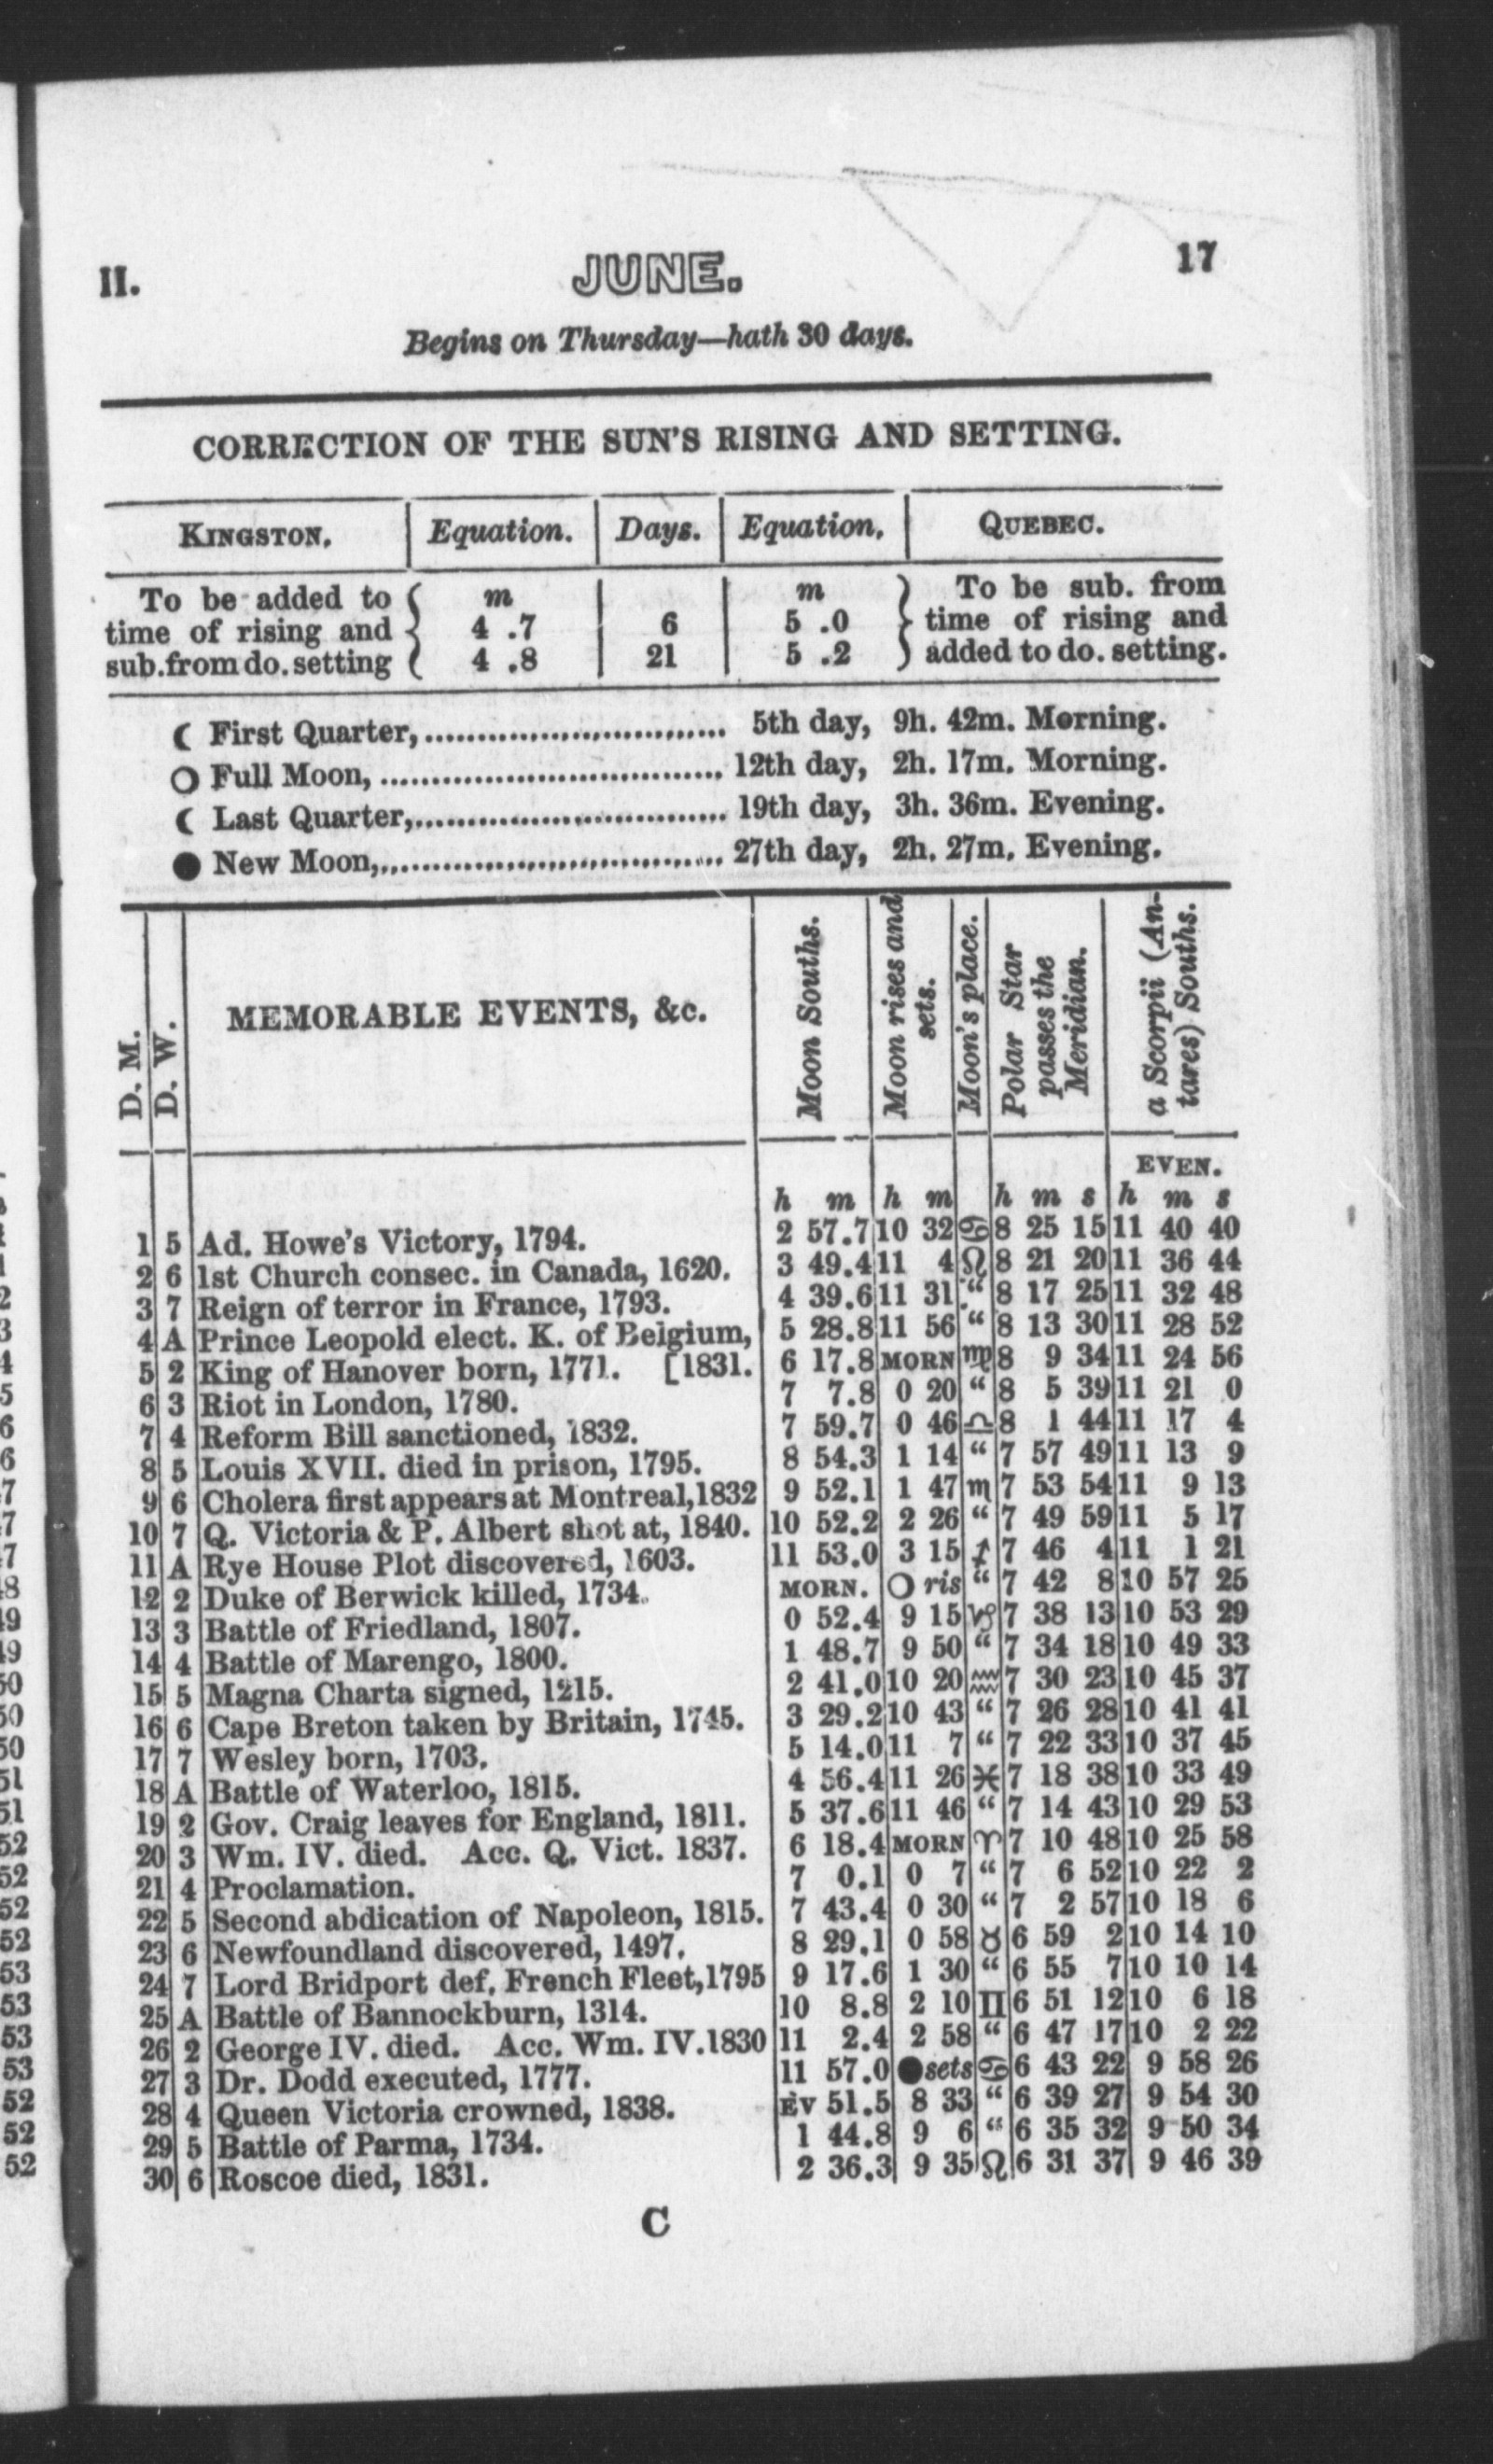 II. JUNE. 17
Begins on Thursday—hath 30 days.
CORRECTION OF THE SUN'S RISING AND SETTING.
KINGSTON. Equation. Days. Equation. QUEBEC.
To be added to m m To be sub. from
time of rising and 4 .7 6 5 .0 time of rising and
sub.from do. setting 4 .8 21 5 .2 added to do. setting.
☾ First Quarter,............................. 5th day, 9h. 42m. Morning.
○ Full Moon, ................................. 12th day, 2h. 17m. Morning.
☾ Last Quarter,.............................. 19th day, 3h. 36m. Evening.
● New Moon,................................. 27th day, 2h. 27m. Evening.
D. M. D. W. MEMORABLE EVENTS, &c. Moon Souths. Moon rises and sets. Moon's place. Polar Star passes the Meridian. a Scorpii (Antares) Souths.
EVEN.
h m h m h m s h m s
1 5 Ad. Howe's Victory, 1794. 2 57.7 10 32 ♋ 8 25 15 11 40 40
2 6 1st Church consec. in Canada, 1620. 3 49.4 11 4 ♌ 8 21 20 11 36 44
3 7 Reign of terror in France, 1793. 4 39.6 11 31 “ 8 17 25 11 32 48
4 A Prince Leopold elect. K. of Belgium, 5 28.8 11 56 “ 8 13 30 11 28 52
5 2 King of Hanover born, 1771. [1831. 6 17.8 MORN ♍ 8 9 34 11 24 56
6 3 Riot in London, 1780. 7 7.8 0 20 “ 8 5 39 11 21 0
7 4 Reform Bill sanctioned, 1832. 7 59.7 0 46 ♎ 8 1 44 11 17 4
8 5 Louis XVII. died in prison, 1795. 8 54.3 1 14 “ 7 57 49 11 13 9
9 6 Cholera first appears at Montreal,1832 9 52.1 1 47 ♏ 7 53 54 11 9 13
10 7 Q. Victoria & P. Albert shot at, 1840. 10 52.2 2 26 “ 7 49 59 11 5 17
11 A Rye House Plot discovered, 1603. 11 53.0 3 15 ♐ 7 46 4 11 1 21
12 2 Duke of Berwick killed, 1734. MORN. ○ ris “ 7 42 8 10 57 25
13 3 Battle of Friedland, 1807. 0 52.4 9 15 ♑ 7 38 13 10 53 29
14 4 Battle of Marengo, 1800. 1 48.7 9 50 “ 7 34 18 10 49 33
15 5 Magna Charta signed, 1215. 2 41.0 10 20 ♒ 7 30 23 10 45 37
16 6 Cape Breton taken by Britain, 1745. 3 29.2 10 43 “ 7 26 28 10 41 41
17 7 Wesley born, 1703. 5 14.0 11 7 “ 7 22 33 10 37 45
18 A Battle of Waterloo, 1815. 4 56.4 11 26 ♓ 7 18 38 10 33 49
19 2 Gov. Craig leaves for England, 1811. 5 37.6 11 46 “ 7 14 43 10 29 53
20 3 Wm. IV. died. Acc. Q. Vict. 1837. 6 18.4 MORN ♈ 7 10 48 10 25 58
21 4 Proclamation. 7 0.1 0 7 “ 7 6 52 10 22 2
22 5 Second abdication of Napoleon, 1815. 7 43.4 0 30 “ 7 2 57 10 18 6
23 6 Newfoundland discovered, 1497. 8 29.1 0 58 ♉ 6 59 2 10 14 10
24 7 Lord Bridport def. French Fleet,1795 9 17.6 1 30 “ 6 55 7 10 10 14
25 A Battle of Bannockburn, 1314. 10 8.8 2 10 ♊ 6 51 12 10 6 18
26 2 George IV. died. Acc. Wm. IV.1830 11 2.4 2 58 “ 6 47 17 10 2 22
27 3 Dr. Dodd executed, 1777. 11 57.0 ● sets ♋ 6 43 22 9 58 26
28 4 Queen Victoria crowned, 1838. EV 51.5 8 33 “ 6 39 27 9 54 30
29 5 Battle of Parma, 1734. 1 44.8 9 6 “ 6 35 32 9 50 34
30 6 Roscoe died, 1831. 2 36.3 9 35 ♌ 6 31 37 9 46 39
C